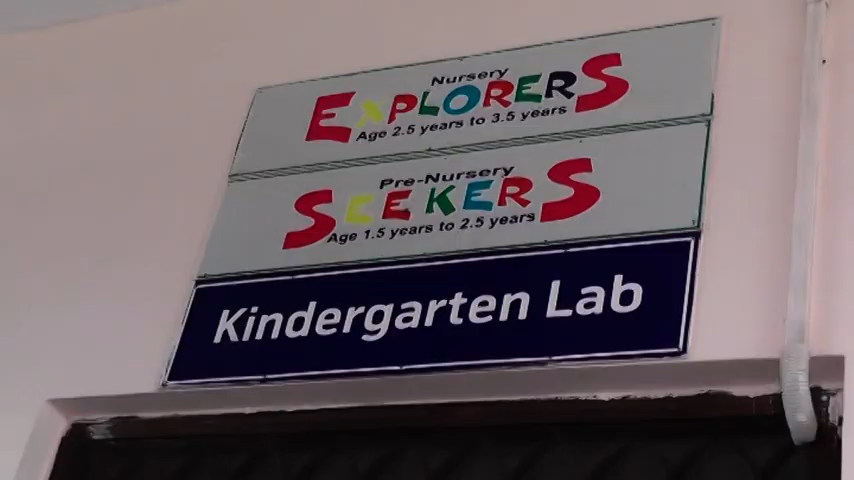 Nursery
EXPLORERS
Age 2.5 years to 3.5 years
Pre-Nursery
SEEKERS
Age 1.5 years to 2.5 years
Kindergarten Lab